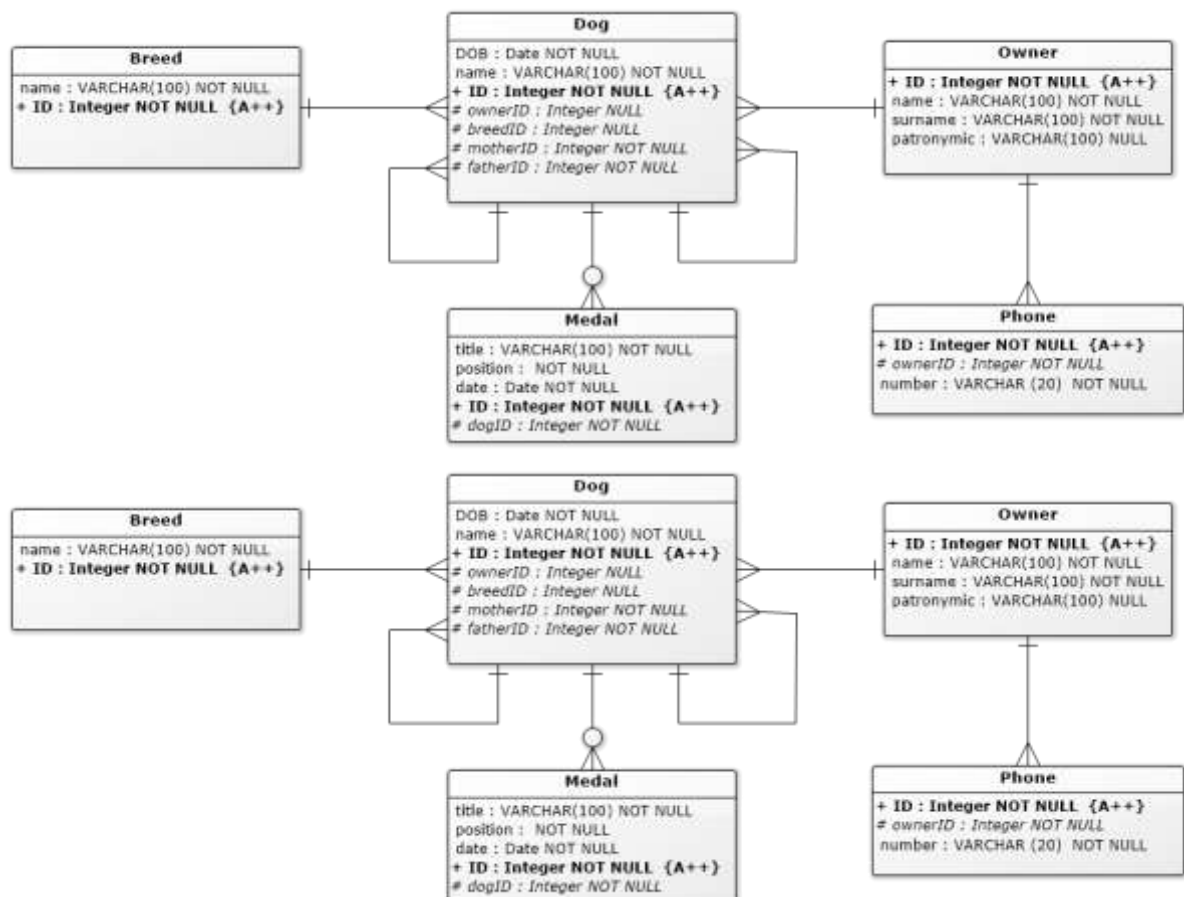 Breed
name : VARCHAR(100) NOT NULL
+ ID : Integer NOT NULL {A++}
Dog
DOB : Date NOT NULL
name : VARCHAR(100) NOT NULL
+ ID : Integer NOT NULL {A++}
# ownerID : Integer NULL
# breedID : Integer NULL
# motherID : Integer NOT NULL
# fatherID : Integer NOT NULL
Owner
+ ID : Integer NOT NULL {A++}
name : VARCHAR(100) NOT NULL
surname : VARCHAR(100) NOT NULL
patronymic : VARCHAR(100) NULL
Medal
title : VARCHAR(100) NOT NULL
position : NOT NULL
date : Date NOT NULL
+ ID : Integer NOT NULL {A++}
# dogID : Integer NOT NULL
Phone
+ ID : Integer NOT NULL {A++}
# ownerID : Integer NOT NULL
number : VARCHAR (20) NOT NULL
Breed
name : VARCHAR(100) NOT NULL
+ ID : Integer NOT NULL {A++}
Dog
DOB : Date NOT NULL
name : VARCHAR(100) NOT NULL
+ ID : Integer NOT NULL {A++}
# ownerID : Integer NULL
# breedID : Integer NULL
# motherID : Integer NOT NULL
# fatherID : Integer NOT NULL
Owner
+ ID : Integer NOT NULL {A++}
name : VARCHAR(100) NOT NULL
surname : VARCHAR(100) NOT NULL
patronymic : VARCHAR(100) NULL
Medal
title : VARCHAR(100) NOT NULL
position : NOT NULL
date : Date NOT NULL
+ ID : Integer NOT NULL {A++}
# dogID : Integer NOT NULL
Phone
+ ID : Integer NOT NULL {A++}
# ownerID : Integer NOT NULL
number : VARCHAR (20) NOT NULL